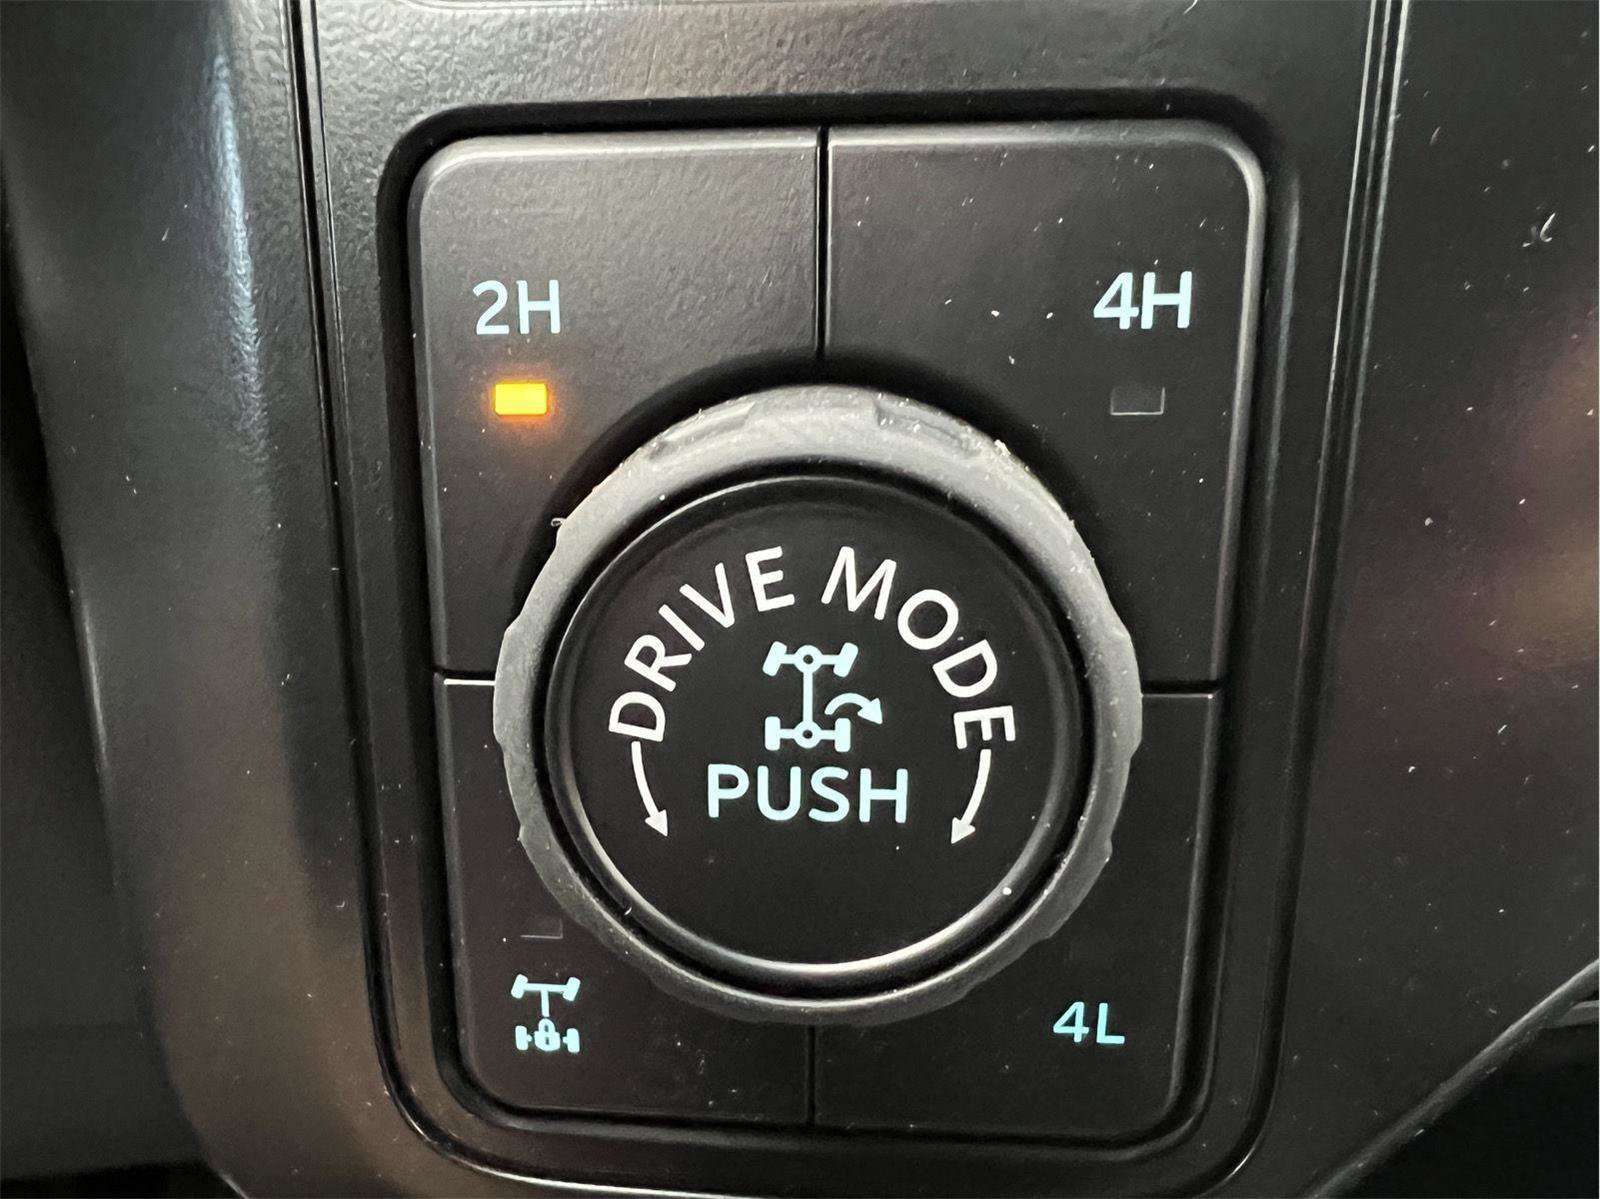 2H
4H
DRIVE MODE
PUSH
4L